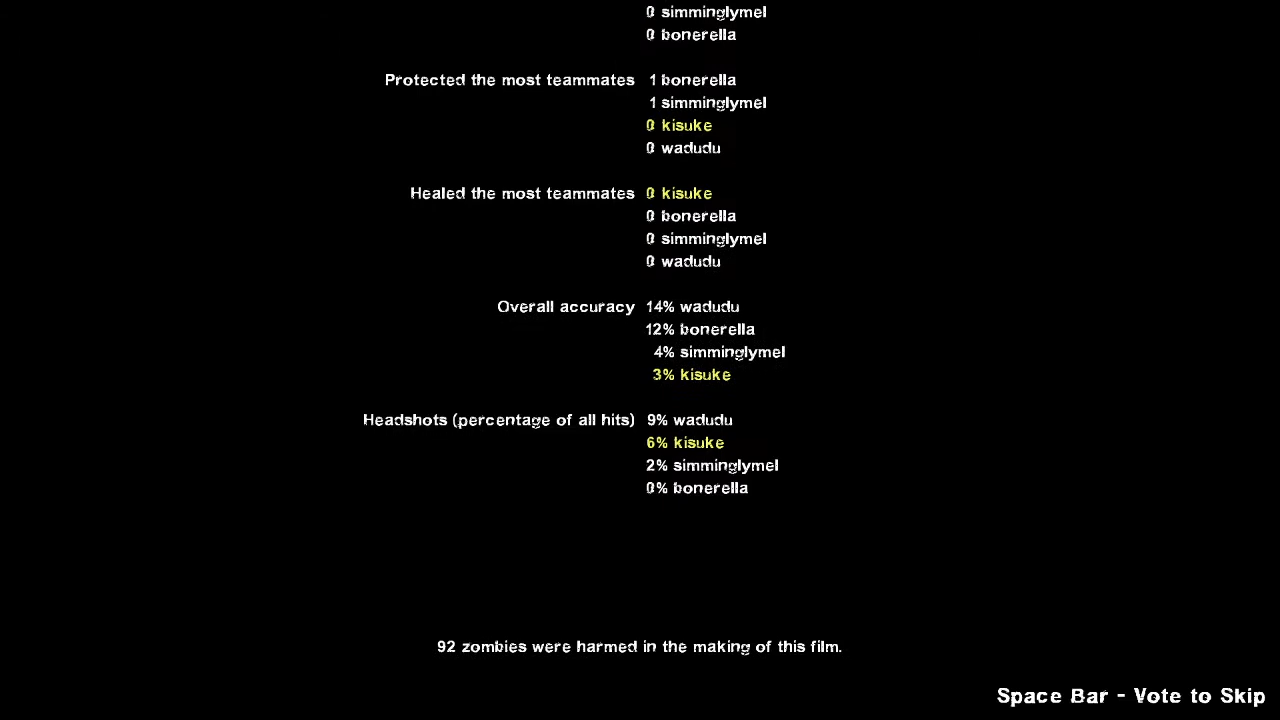 0 simminglymel
0 bonerella
Protected the most teammates 1 bonerella
1 simminglymel
0 kisuke
0 wadudu
Healed the most teammates 0 kisuke
0 bonerella
0 simminglymel
0 wadudu
Overall accuracy 14% wadudu
12% bonerella
4% simminglymel
3% kisuke
Headshots (percentage of all hits) 9% wadudu
6% kisuke
2% simminglymel
0% bonerella
92 zombies were harmed in the making of this film.
Space Bar - Vote to Skip